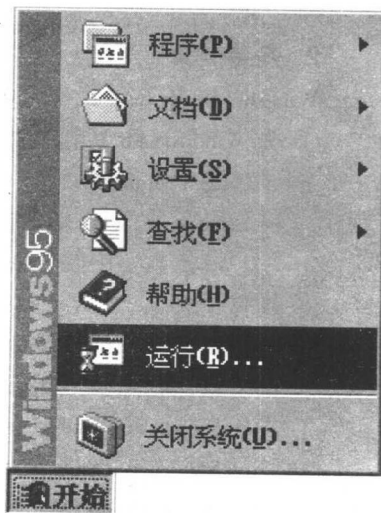 程序(P)
文档(D)
设置(S)
查找(F)
帮助(H)
运行(R)...
关闭系统(U)...
Windows95
开始